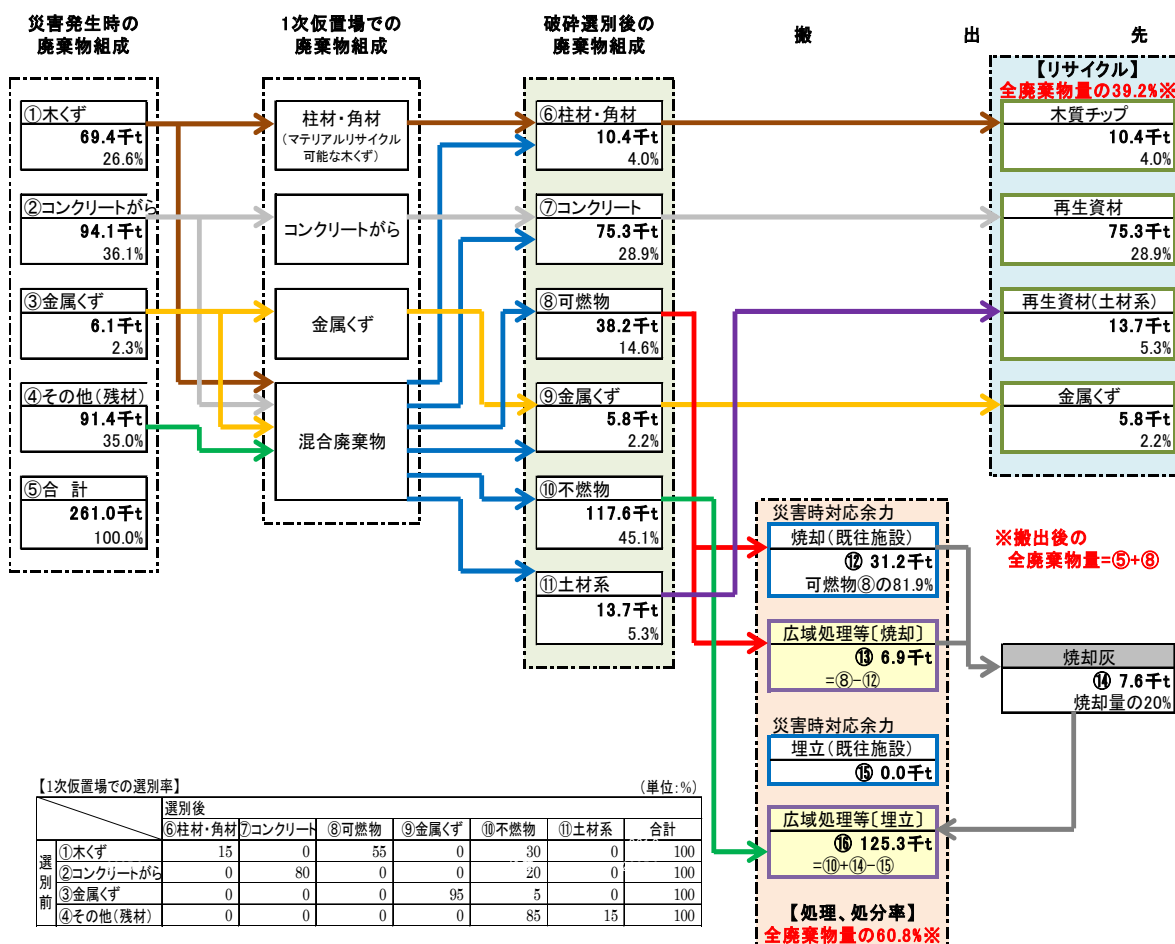 災害発生時の
廃棄物組成
1次仮置場での
廃棄物組成
破砕選別後の
廃棄物組成
搬 出 先
①木くず
69.4千t
26.6%
②コンクリートがら
94.1千t
36.1%
③金属くず
6.1千t
2.3%
④その他(残材)
91.4千t
35.0%
⑤合 計
261.0千t
100.0%
柱材・角材
(マテリアルリサイクル
可能な木くず)
コンクリートがら
金属くず
混合廃棄物
⑥柱材・角材
10.4千t
4.0%
⑦コンクリート
75.3千t
28.9%
⑧可燃物
38.2千t
14.6%
⑨金属くず
5.8千t
2.2%
⑩不燃物
117.6千t
45.1%
⑪土材系
13.7千t
5.3%
【リサイクル】
全廃棄物量の39.2%※
木質チップ
10.4千t
4.0%
再生資材
75.3千t
28.9%
再生資材(土材系)
13.7千t
5.3%
金属くず
5.8千t
2.2%
災害時対応余力
焼却(既往施設)
⑫ 31.2千t
可燃物⑧の81.9%
広域処理等[焼却]
⑬ 6.9千t
=⑧−⑫
災害時対応余力
埋立(既往施設)
⑮ 0.0千t
広域処理等[埋立]
⑯ 125.3千t
=⑩+⑭−⑮
【処理、処分率】
全廃棄物量の60.8%※
※搬出後の
全廃棄物量=⑤+⑧
焼却灰
⑭ 7.6千t
焼却量の20%
【1次仮置場での選別率】 (単位:%)
選別後
⑥柱材・角材 ⑦コンクリート ⑧可燃物 ⑨金属くず ⑩不燃物 ⑪土材系 合計
選別前
①木くず 15 0 55 0 30 0 100
②コンクリートがら 0 80 0 0 20 0 100
③金属くず 0 0 0 95 5 0 100
④その他(残材) 0 0 0 0 85 15 100